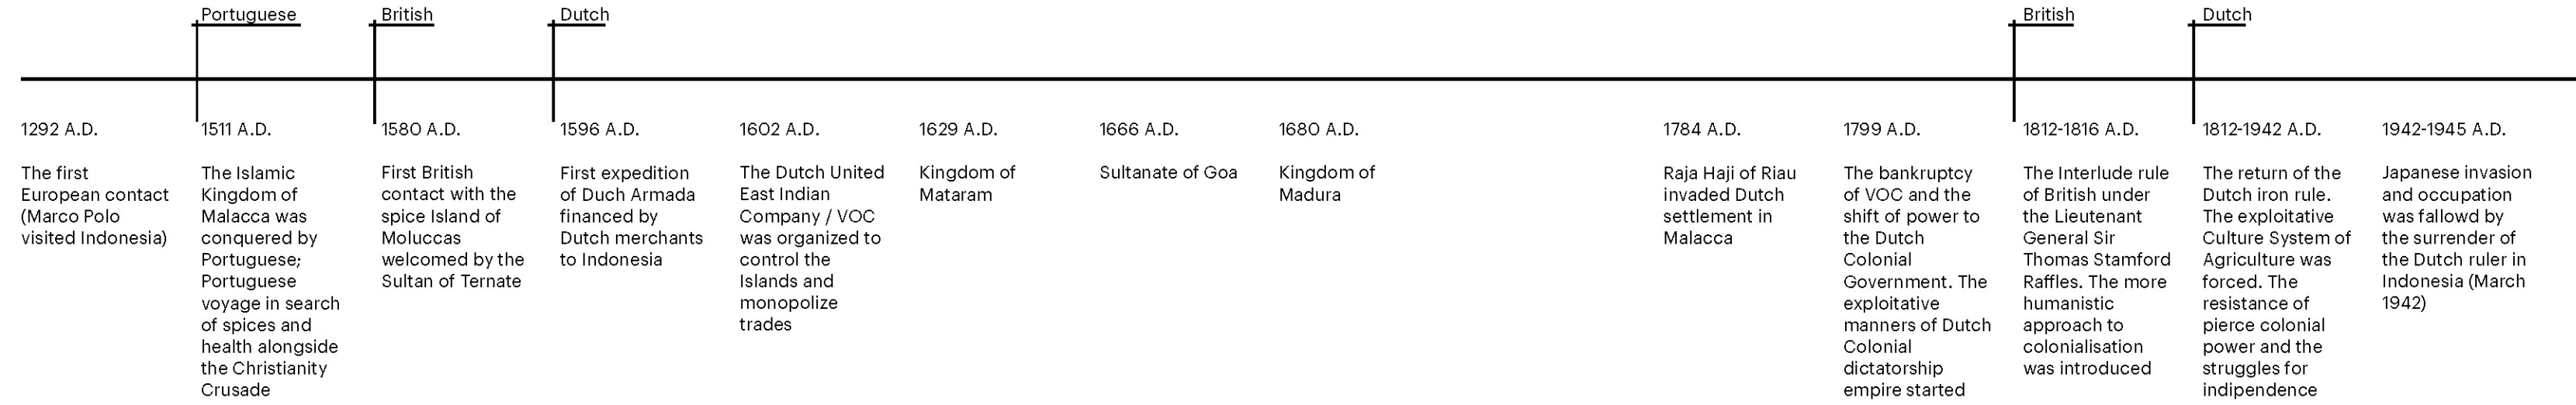 Portuguese
British
Dutch
British
Dutch
1292 A.D.
The first
European contact
(Marco Polo
visited Indonesia)
1511 A.D.
The Islamic
Kingdom of
Malacca was
conquered by
Portuguese;
Portuguese
voyage in search
of spices and
health alongside
the Christianity
Crusade
1580 A.D.
First British
contact with the
spice Island of
Moluccas
welcomed by the
Sultan of Ternate
1596 A.D.
First expedition
of Duch Armada
financed by
Dutch merchants
to Indonesia
1602 A.D.
The Dutch United
East Indian
Company / VOC
was organized to
control the
Islands and
monopolize
trades
1629 A.D.
Kingdom of
Mataram
1666 A.D.
Sultanate of Goa
1680 A.D.
Kingdom of
Madura
1784 A.D.
Raja Haji of Riau
invaded Dutch
settlement in
Malacca
1799 A.D.
The bankruptcy
of VOC and the
shift of power to
the Dutch
Colonial
Government. The
exploitative
manners of Dutch
Colonial
dictatorship
empire started
1812-1816 A.D.
The Interlude rule
of British under
the Lieutenant
General Sir
Thomas Stamford
Raffles. The more
humanistic
approach to
colonialisation
was introduced
1812-1942 A.D.
The return of the
Dutch iron rule.
The exploitative
Culture System of
Agriculture was
forced. The
resistance of
pierce colonial
power and the
struggles for
indipendence
1942-1945 A.D.
Japanese invasion
and occupation
was fallowd by
the surrender of
the Dutch ruler in
Indonesia (March
1942)